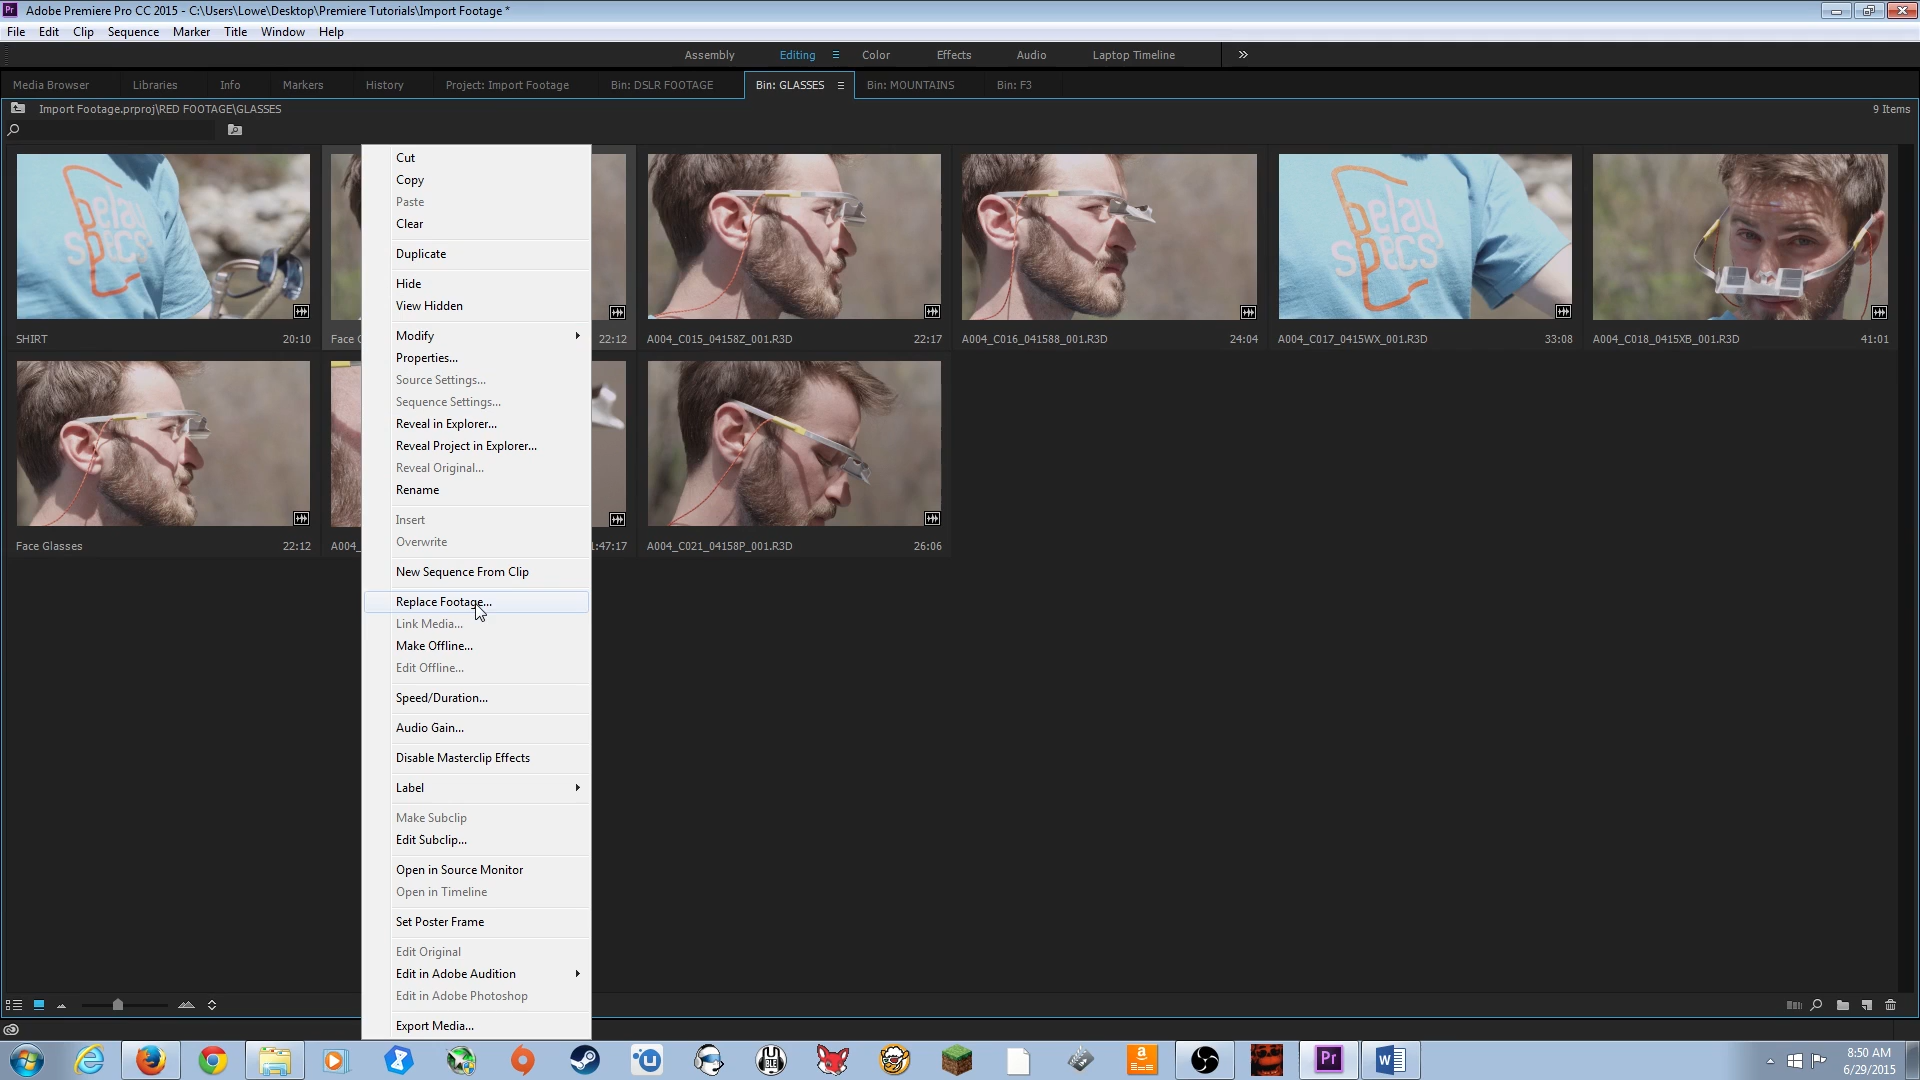 Adobe Premiere Pro CC 2015 - C:\Users\Lowe\Desktop\Premiere Tutorials\Import Footage *
File Edit Clip Sequence Marker Title Window Help
Assembly Editing Color Effects Audio Laptop Timeline
Media Browser Libraries Info Markers History Project: Import Footage Bin: DSLR FOOTAGE Bin: GLASSES Bin: MOUNTAINS Bin: F3
Import Footage.prproj\RED FOOTAGE\GLASSES 9 Items
Belay
Specs
Belay
Specs
SHIRT 20:10
Face G 22:12
A004_C015_04158Z_001.R3D 22:17
A004_C016_041588_001.R3D 24:04
A004_C017_0415WX_001.R3D 33:08
A004_C018_0415XB_001.R3D 41:01
Face Glasses 22:12
A004_ 1:47:17
A004_C021_04158P_001.R3D 26:06
Cut
Copy
Paste
Clear
Duplicate
Hide
View Hidden
Modify
Properties...
Source Settings...
Sequence Settings...
Reveal in Explorer...
Reveal Project in Explorer...
Reveal Original...
Rename
Insert
Overwrite
New Sequence From Clip
Replace Footage...
Link Media...
Make Offline...
Edit Offline...
Speed/Duration...
Audio Gain...
Disable Masterclip Effects
Label
Make Subclip
Edit Subclip...
Open in Source Monitor
Open in Timeline
Set Poster Frame
Edit Original
Edit in Adobe Audition
Edit in Adobe Photoshop
Export Media...
8:50 AM
6/29/2015